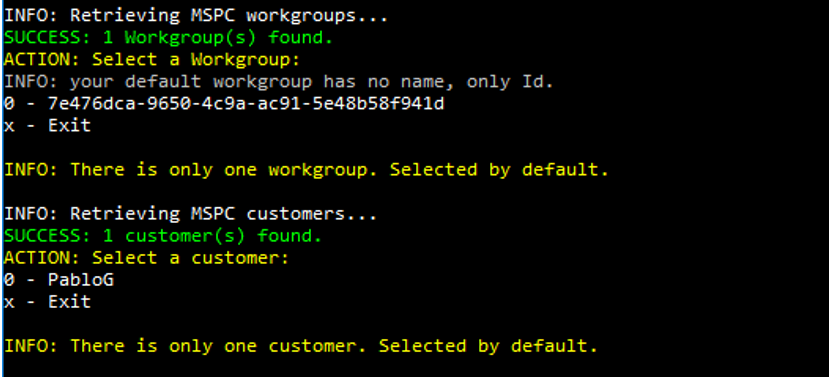 INFO: Retrieving MSPC workgroups...
SUCCESS: 1 Workgroup(s) found.
ACTION: Select a Workgroup:
INFO: your default workgroup has no name, only Id.
0 - 7e476dca-9650-4c9a-ac91-5e48b58f941d
x - Exit
INFO: There is only one workgroup. Selected by default.
INFO: Retrieving MSPC customers...
SUCCESS: 1 customer(s) found.
ACTION: Select a customer:
0 - PabloG
x - Exit
INFO: There is only one customer. Selected by default.